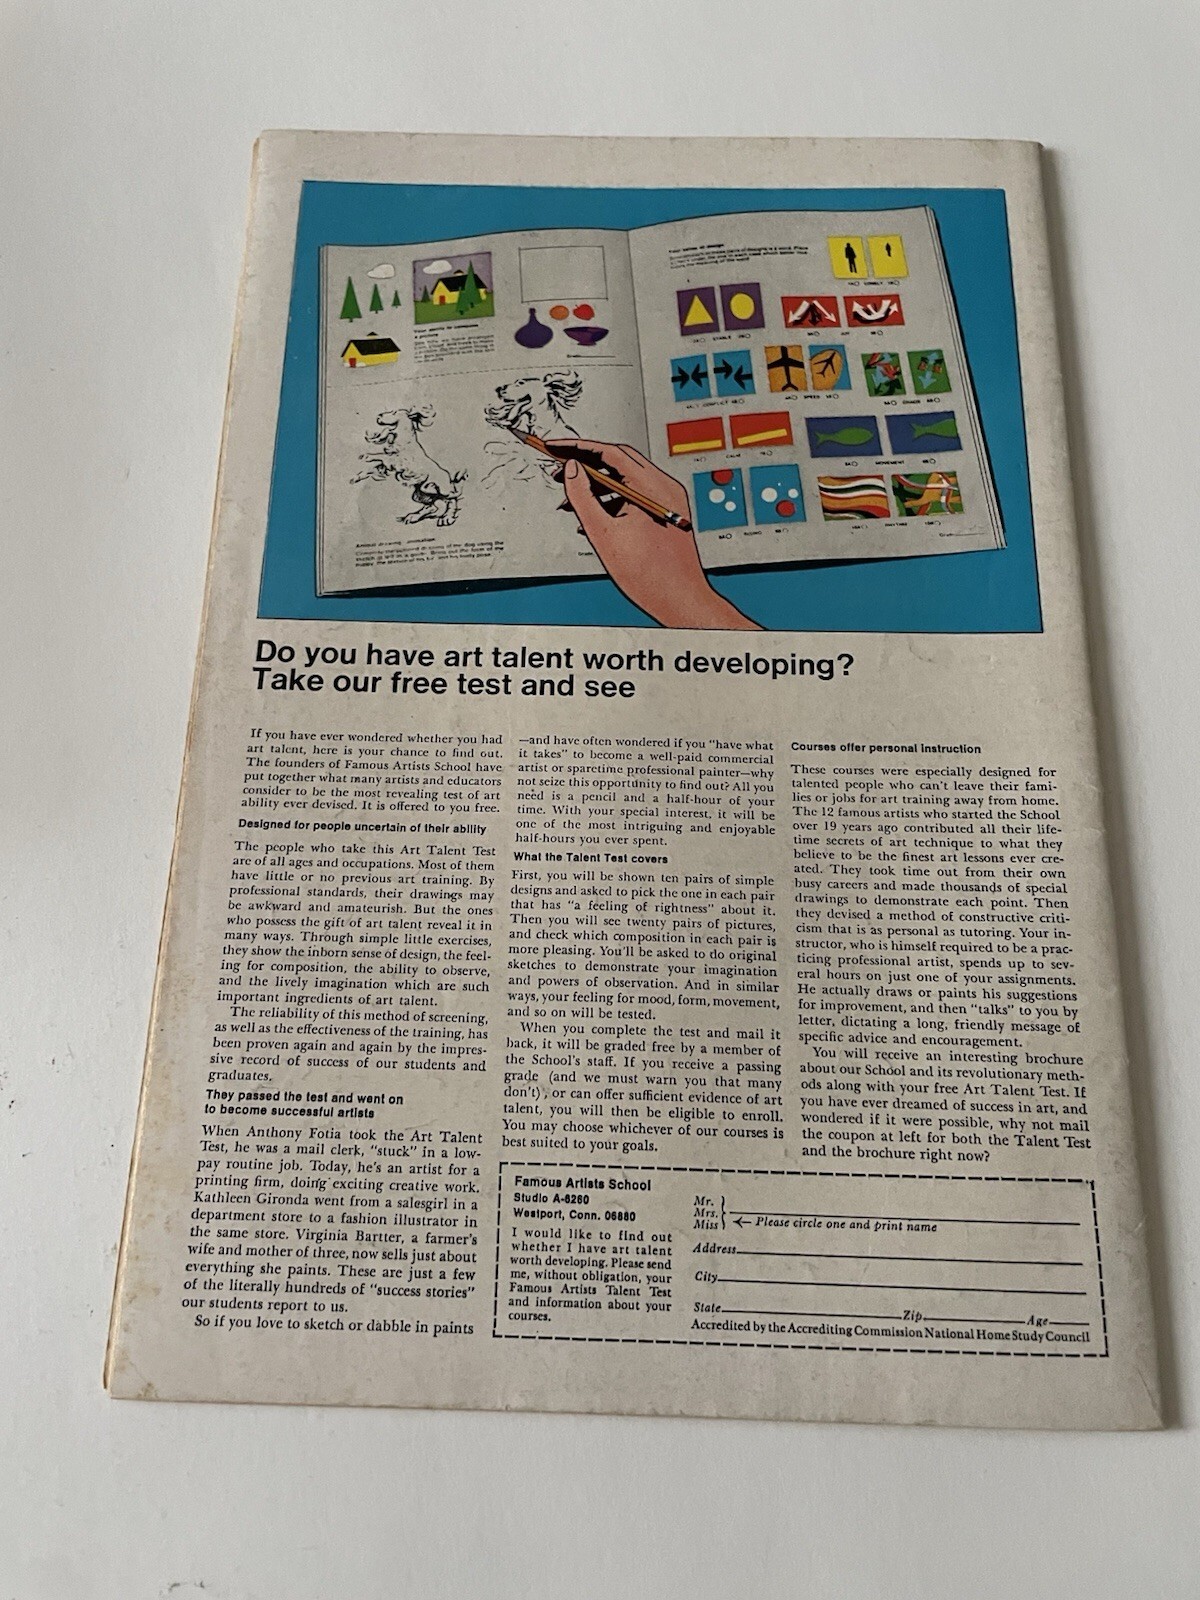 Your sense of design
LONELY
STABLE
JOY
CONFLICT
SPEED
CALM
MOVEMENT
Animal drawing
Do you have art talent worth developing?
Take our free test and see
If you have ever wondered whether you had
art talent, here is your chance to find out.
The founders of Famous Artists School have
put together what many artists and educators
consider to be the most revealing test of art
ability ever devised. It is offered to you free.
Designed for people uncertain of their ability
The people who take this Art Talent Test
are of all ages and occupations. Most of them
have little or no previous art training. By
professional standards, their drawings may
be awkward and amateurish. But the ones
who possess the gift of art talent reveal it in
many ways. Through simple little exercises,
they show the inborn sense of design, the feel-
ing for composition, the ability to observe,
and the lively imagination which are such
important ingredients of art talent.
The reliability of this method of screening,
as well as the effectiveness of the training, has
been proven again and again by the impres-
sive record of success of our students and
graduates.
They passed the test and went on
to become successful artists
When Anthony Fotia took the Art Talent
Test, he was a mail clerk, "stuck" in a low-
pay routine job. Today, he's an artist for a
printing firm, doing exciting creative work.
Kathleen Gironda went from a salesgirl in a
department store to a fashion illustrator in
the same store. Virginia Bartter, a farmer's
wife and mother of three, now sells just about
everything she paints. These are just a few
of the literally hundreds of "success stories"
our students report to us.
So if you love to sketch or dabble in paints
—and have often wondered if you "have what
it takes" to become a well-paid commercial
artist or sparetime professional painter—why
not seize this opportunity to find out? All you
need is a pencil and a half-hour of your
time. With your special interest, it will be
one of the most intriguing and enjoyable
half-hours you ever spent.
What the Talent Test covers
First, you will be shown ten pairs of simple
designs and asked to pick the one in each pair
that has "a feeling of rightness" about it.
Then you will see twenty pairs of pictures,
and check which composition in each pair is
more pleasing. You'll be asked to do original
sketches to demonstrate your imagination
and powers of observation. And in similar
ways, your feeling for mood, form, movement,
and so on will be tested.
When you complete the test and mail it
back, it will be graded free by a member of
the School's staff. If you receive a passing
grade (and we must warn you that many
don't), or can offer sufficient evidence of art
talent, you will then be eligible to enroll.
You may choose whichever of our courses is
best suited to your goals.
Courses offer personal instruction
These courses were especially designed for
talented people who can't leave their fami-
lies or jobs for art training away from home.
The 12 famous artists who started the School
over 19 years ago contributed all their life-
time secrets of art technique to what they
believe to be the finest art lessons ever cre-
ated. They took time out from their own
busy careers and made thousands of special
drawings to demonstrate each point. Then
they devised a method of constructive criti-
cism that is as personal as tutoring. Your in-
structor, who is himself required to be a prac-
ticing professional artist, spends up to sev-
eral hours on just one of your assignments.
He actually draws or paints his suggestions
for improvement, and then "talks" to you by
letter, dictating a long, friendly message of
specific advice and encouragement.
You will receive an interesting brochure
about our School and its revolutionary meth-
ods along with your free Art Talent Test. If
you have ever dreamed of success in art, and
wondered if it were possible, why not mail
the coupon at left for both the Talent Test
and the brochure right now?
Famous Artists School
Studio A-6260
Westport, Conn. 06880
I would like to find out
whether I have art talent
worth developing. Please send
me, without obligation, your
Famous Artists Talent Test
and information about your
courses.
Mr.
Mrs.
Miss
Please circle one and print name
Address
City
State Zip Age
Accredited by the Accrediting Commission National Home Study Council